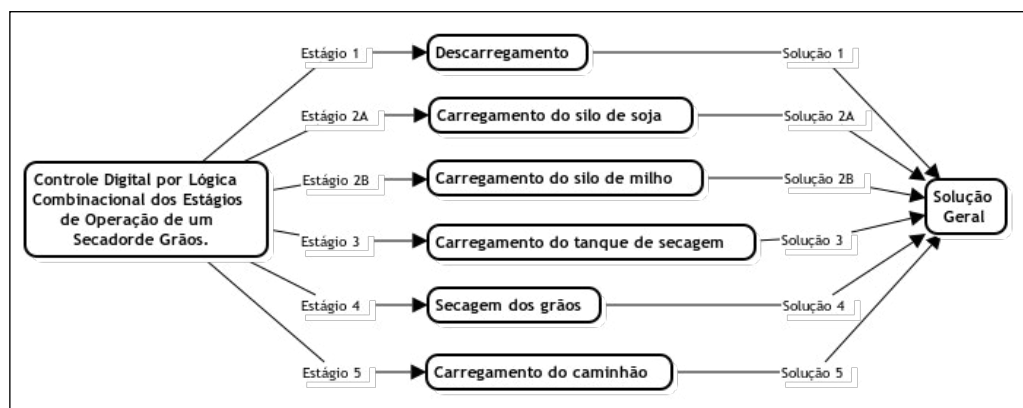 Controle Digital por Lógica
Combinacional dos Estágios
de Operação de um
Secadorde Grãos.
Estágio 1
Descarregamento
Solução 1
Estágio 2A
Carregamento do silo de soja
Solução 2A
Estágio 2B
Carregamento do silo de milho
Solução 2B
Estágio 3
Carregamento do tanque de secagem
Solução 3
Estágio 4
Secagem dos grãos
Solução 4
Estágio 5
Carregamento do caminhão
Solução 5
Solução
Geral